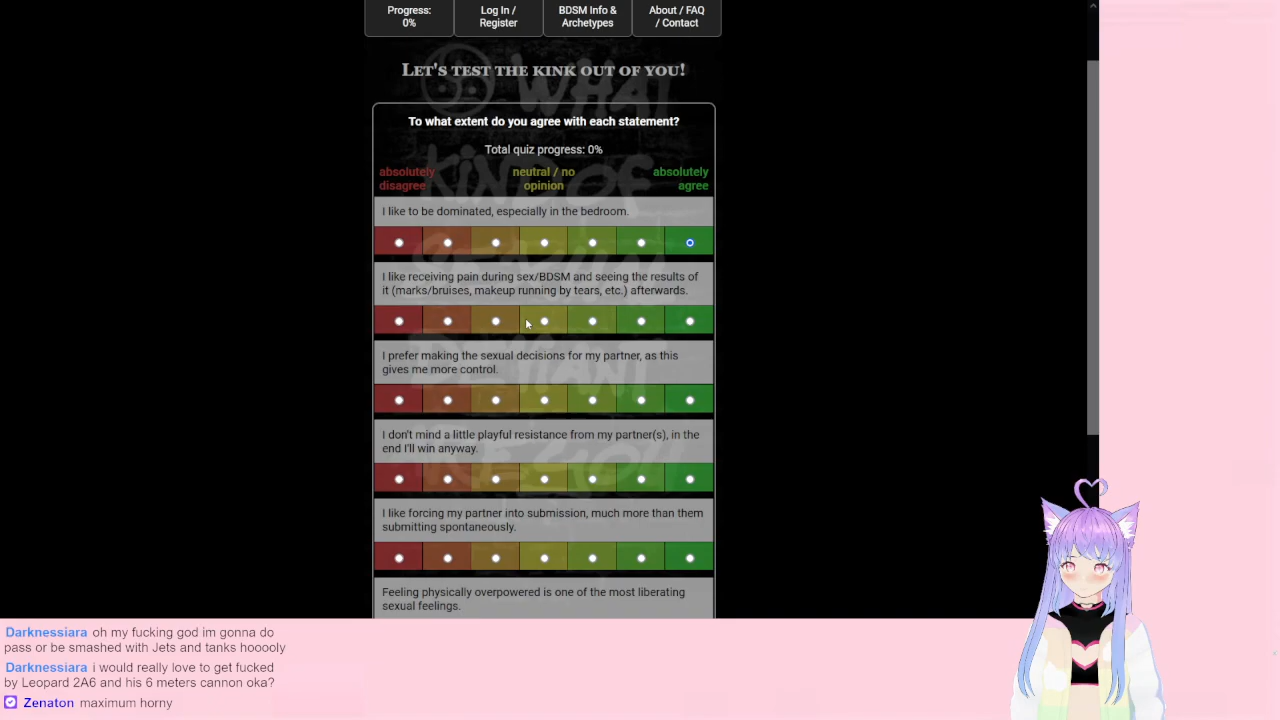 Progress:
0%
Log In /
Register
BDSM Info &
Archetypes
About / FAQ
/ Contact
Let's test the kink out of you!
To what extent do you agree with each statement?
Total quiz progress: 0%
absolutely
disagree
neutral / no
opinion
absolutely
agree
I like to be dominated, especially in the bedroom.
I like receiving pain during sex/BDSM and seeing the results of
it (marks/bruises, makeup running by tears, etc.) afterwards.
I prefer making the sexual decisions for my partner, as this
gives me more control.
I don't mind a little playful resistance from my partner(s), in the
end I'll win anyway.
I like forcing my partner into submission, much more than them
submitting spontaneously.
Feeling physically overpowered is one of the most liberating
sexual feelings.
Darknessiara oh my fucking god im gonna do
pass or be smashed with Jets and tanks hooooly
Darknessiara i would really love to get fucked
by Leopard 2A6 and his 6 meters cannon oka?
Zenaton maximum horny
WHAT
KIND OF
DEVIANT